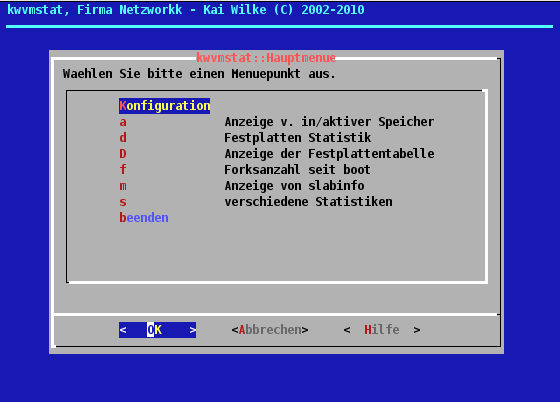 kwvmstat, Firma Networkk - Kai Wilke (C) 2002-2010
kwvmstat::Hauptmenue
Waehlen Sie bitte einen Menuepunkt aus.
Konfiguration
a Anzeige v. in/aktiver Speicher
d Festplatten Statistik
D Anzeige der Festplattentabelle
f Forksanzahl seit boot
m Anzeige von slabinfo
s verschiedene Statistiken
beenden
< OK > <Abbrechen> < Hilfe >